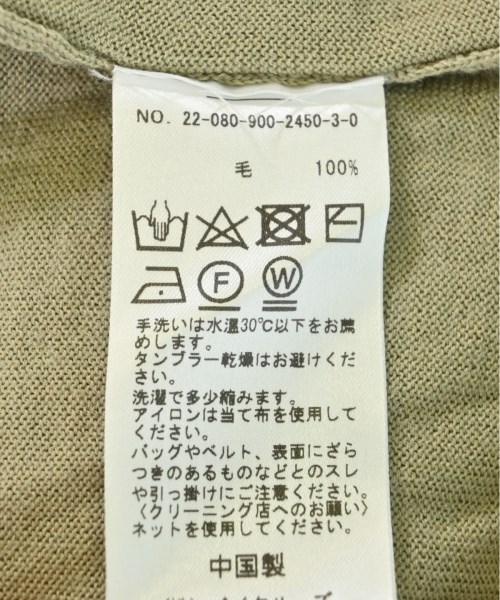 NO. 22-080-900-2450-3-0
毛 100%
F W
手洗いは水温30℃以下をお薦
めします。
タンブラー乾燥はお避けくだ
さい。
洗濯で多少縮みます。
アイロンは当て布を使用して
ください。
バッグやベルト、表面にざら
つきのあるものなどとのスレ
や引っ掛けにご注意ください。
〈クリーニング店へのお願い〉
ネットを使用してください。
中国製